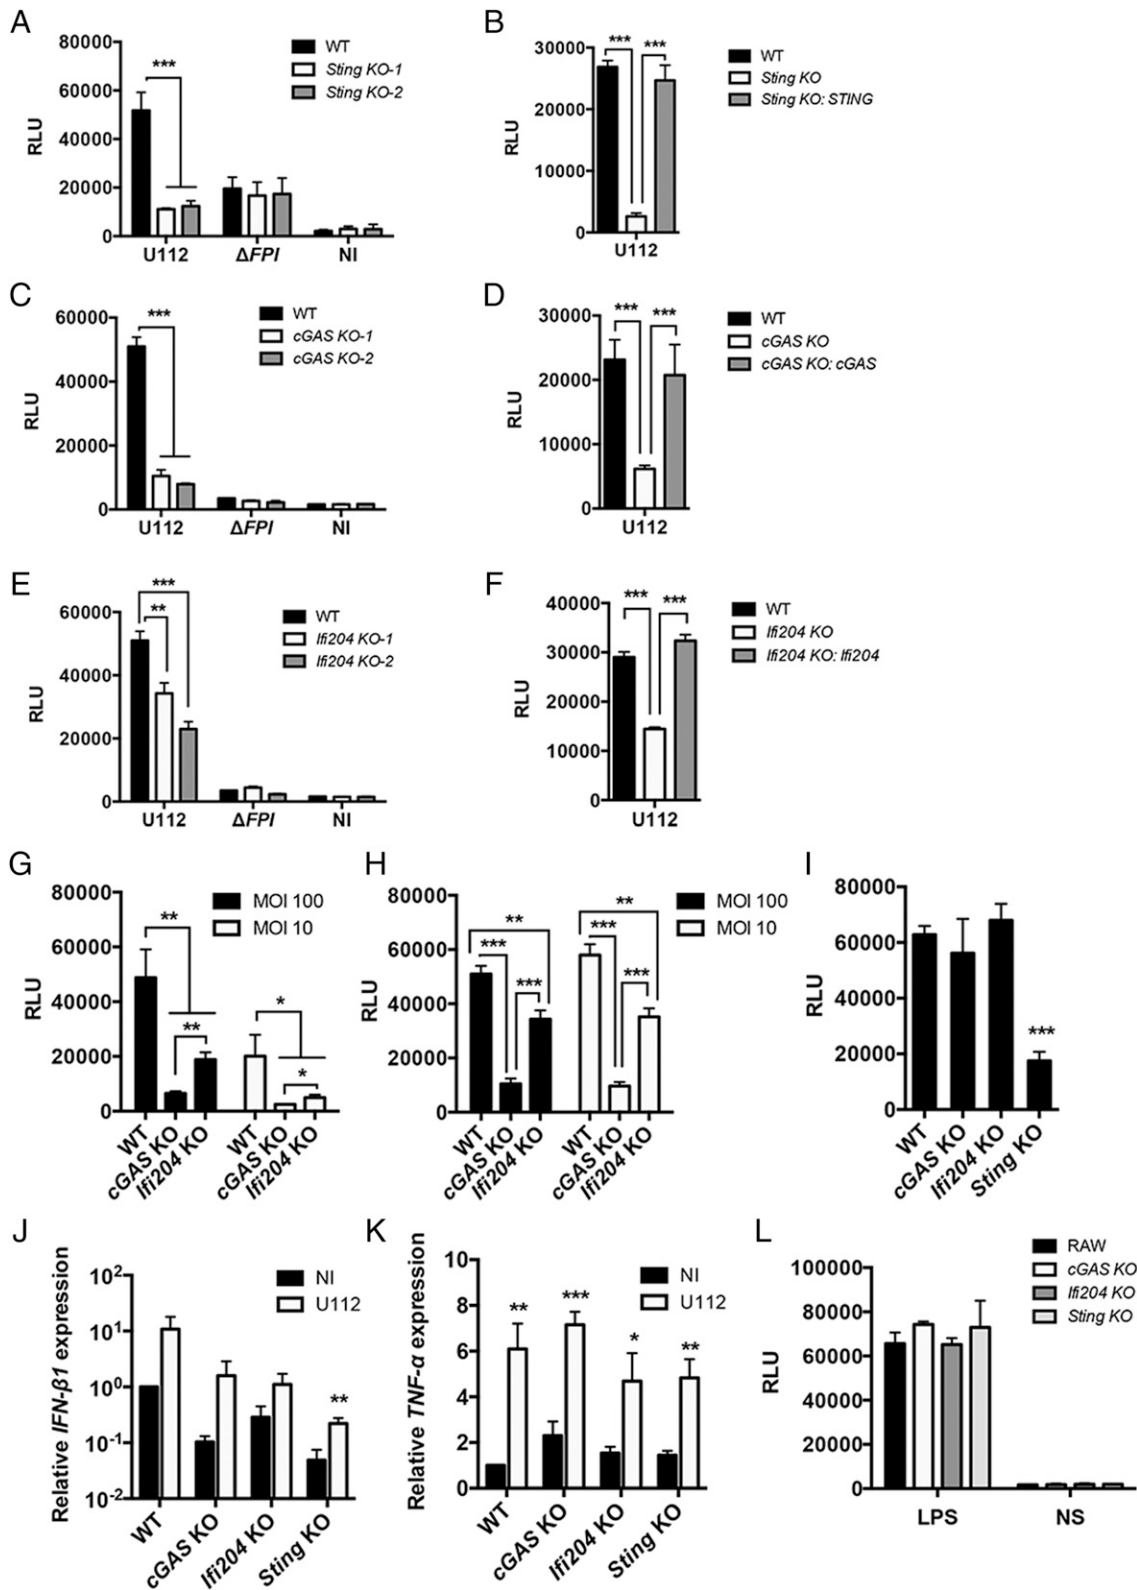 A
RLU
80000
60000
40000
20000
0
***
WT
Sting KO-1
Sting KO-2
U112
ΔFPI
NI
B
RLU
30000
20000
10000
0
***
***
WT
Sting KO
Sting KO: STING
U112
C
RLU
60000
40000
20000
0
***
WT
cGAS KO-1
cGAS KO-2
U112
ΔFPI
NI
D
RLU
30000
20000
10000
0
***
***
WT
cGAS KO
cGAS KO: cGAS
U112
E
RLU
60000
40000
20000
0
***
**
WT
Ifi204 KO-1
Ifi204 KO-2
U112
ΔFPI
NI
F
RLU
40000
30000
20000
10000
0
***
***
WT
Ifi204 KO
Ifi204 KO: Ifi204
U112
G
RLU
80000
60000
40000
20000
0
**
**
*
*
MOI 100
MOI 10
WT
cGAS KO
Ifi204 KO
WT
cGAS KO
Ifi204 KO
H
RLU
80000
60000
40000
20000
0
**
***
***
**
***
***
MOI 100
MOI 10
WT
cGAS KO
Ifi204 KO
WT
cGAS KO
Ifi204 KO
I
RLU
80000
60000
40000
20000
0
***
WT
cGAS KO
Ifi204 KO
Sting KO
J
Relative IFN-β1 expression
10²
10¹
10⁰
10⁻¹
10⁻²
**
NI
U112
WT
cGAS KO
Ifi204 KO
Sting KO
K
Relative TNF-α expression
10
8
6
4
2
0
**
***
*
**
NI
U112
WT
cGAS KO
Ifi204 KO
Sting KO
L
RLU
100000
80000
60000
40000
20000
0
RAW
cGAS KO
Ifi204 KO
Sting KO
LPS
NS